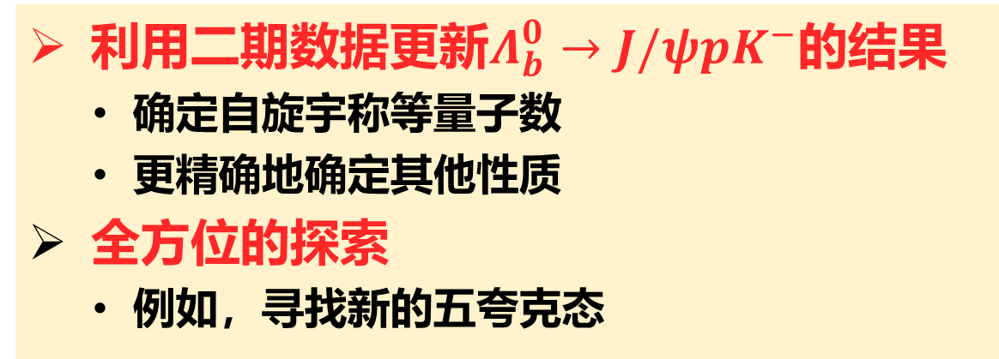 ➢ 利用二期数据更新Λ_b^0 → J/ψpK⁻的结果
• 确定自旋宇称等量子数
• 更精确地确定其他性质
➢ 全方位的探索
• 例如，寻找新的五夸克态